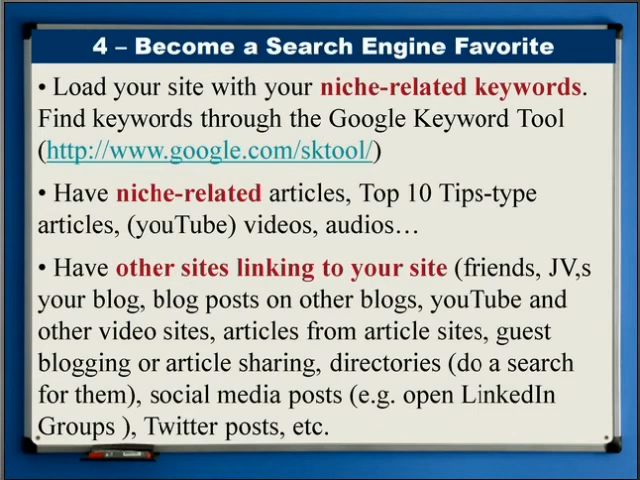 4 – Become a Search Engine Favorite
• Load your site with your niche-related keywords.
Find keywords through the Google Keyword Tool
(http://www.google.com/sktool/)
• Have niche-related articles, Top 10 Tips-type
articles, (youTube) videos, audios…
• Have other sites linking to your site (friends, JV,s
your blog, blog posts on other blogs, youTube and
other video sites, articles from article sites, guest
blogging or article sharing, directories (do a search
for them), social media posts (e.g. open LinkedIn
Groups ), Twitter posts, etc.